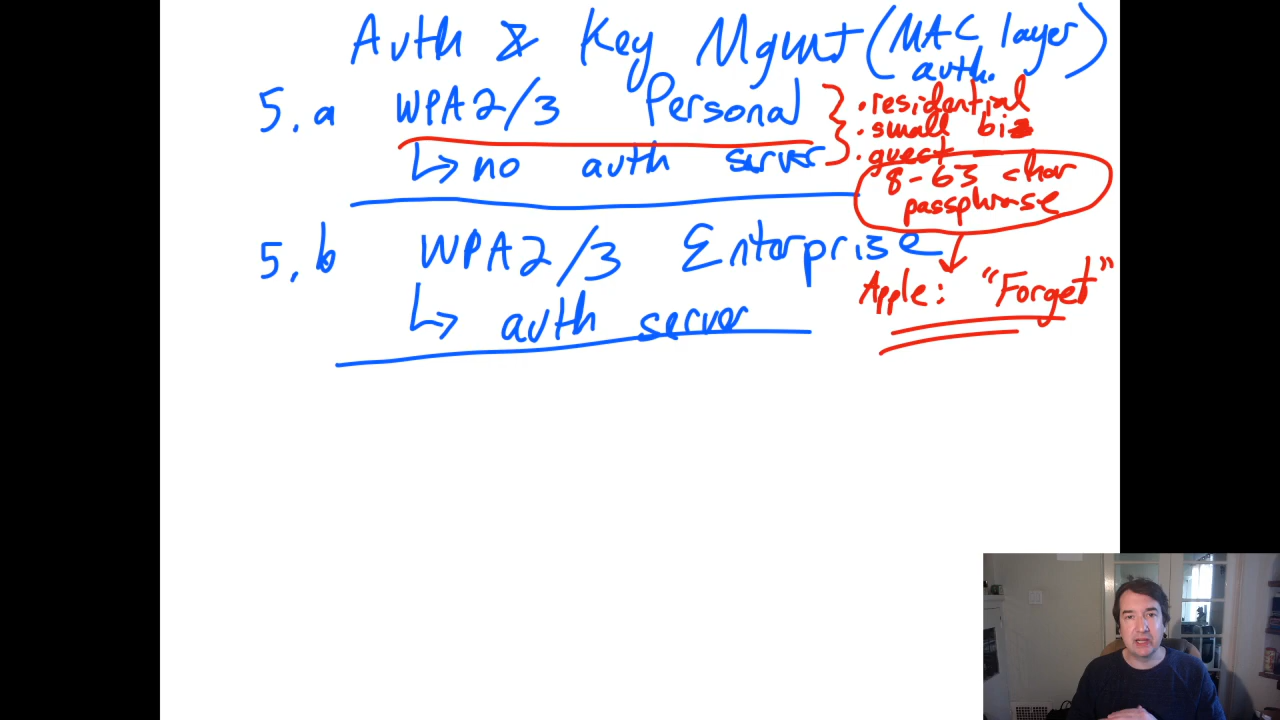 Auth & Key Mgmt (MAC layer auth.)
5.a WPA2/3 Personal
↳ no auth server
• residential
• small biz
• guest
8-63 char
passphrase
5.b WPA2/3 Enterprise
↳ auth server
Apple: "Forget"